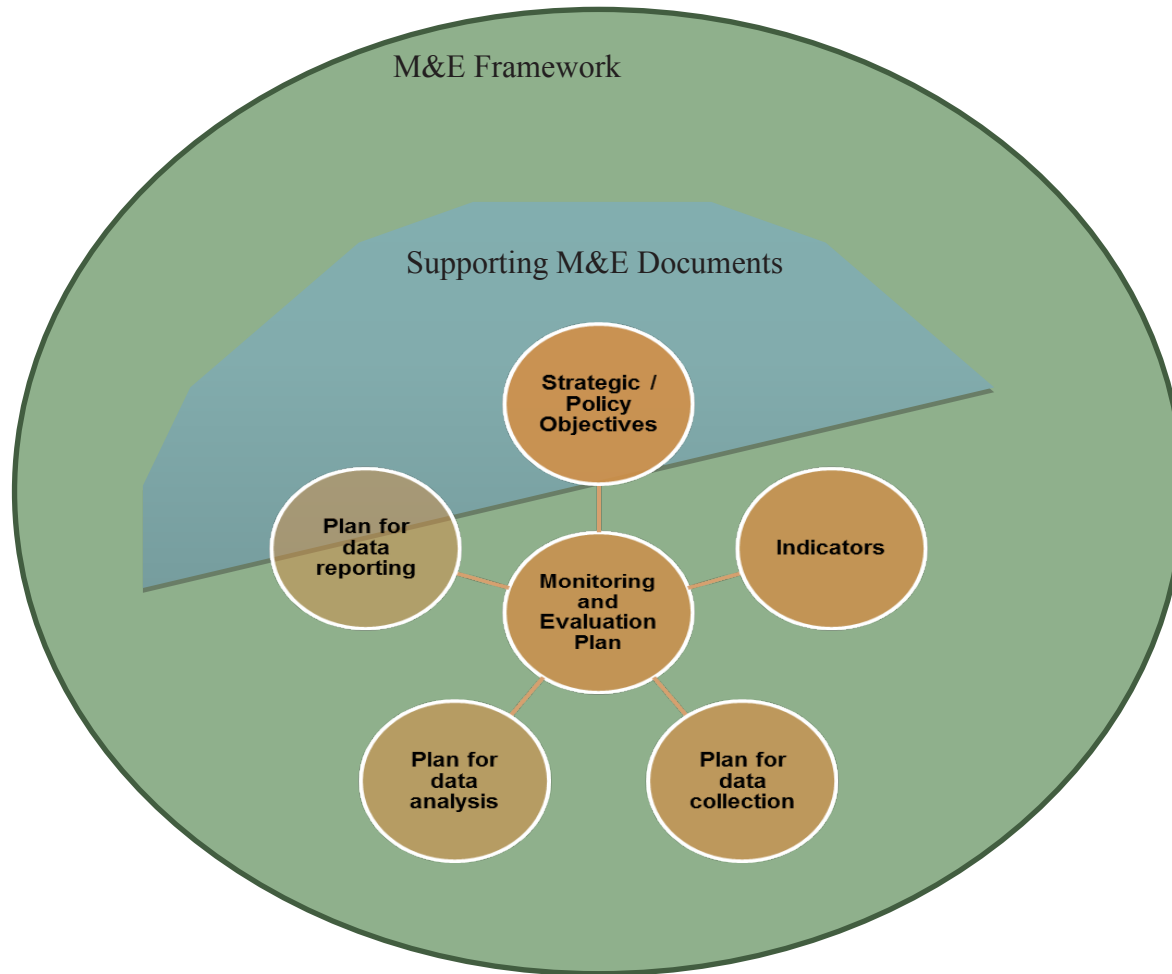 M&E Framework
Supporting M&E Documents
Strategic /
Policy
Objectives
Plan for
data
reporting
Indicators
Monitoring
and
Evaluation
Plan
Plan for
data
analysis
Plan for
data
collection